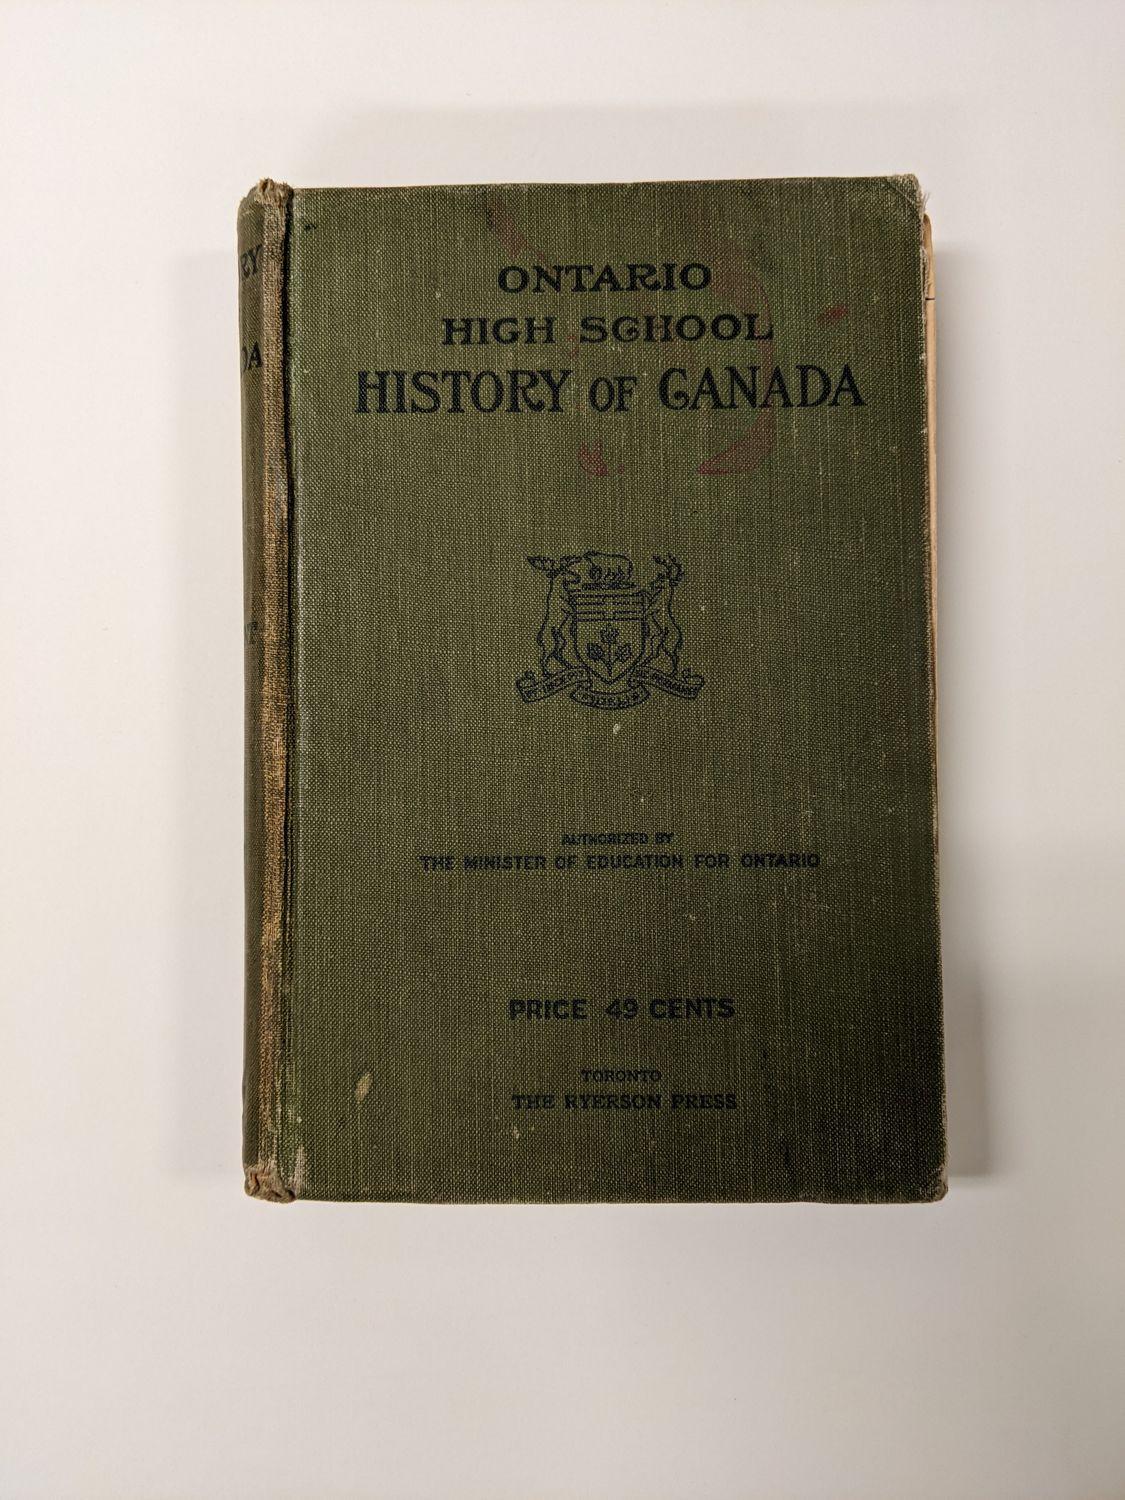 ONTARIO
HIGH SCHOOL
HISTORY OF CANADA
AUTHORIZED BY
THE MINISTER OF EDUCATION FOR ONTARIO
PRICE 49 CENTS
TORONTO
THE RYERSON PRESS